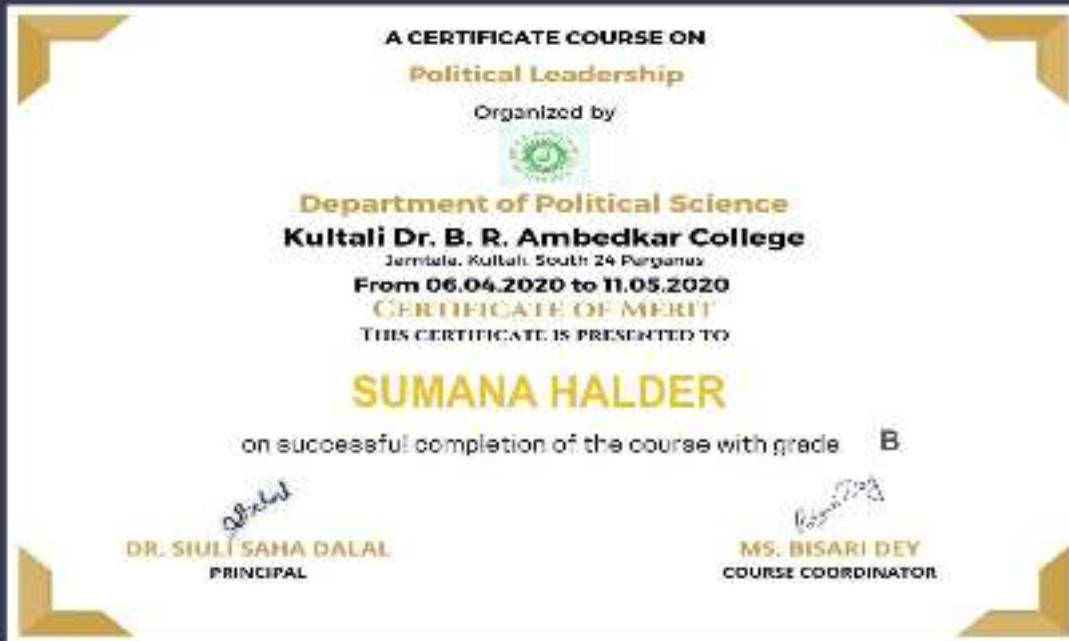 A CERTIFICATE COURSE ON
Political Leadership
Organized by
Department of Political Science
Kultali Dr. B. R. Ambedkar College
Jamtala, Kultali, South 24 Parganas
From 06.04.2020 to 11.05.2020
CERTIFICATE OF MERIT
THIS CERTIFICATE IS PRESENTED TO
SUMANA HALDER
on successful completion of the course with grade B
DR. SIULI SAHA DALAL
PRINCIPAL
MS. BISARI DEY
COURSE COORDINATOR